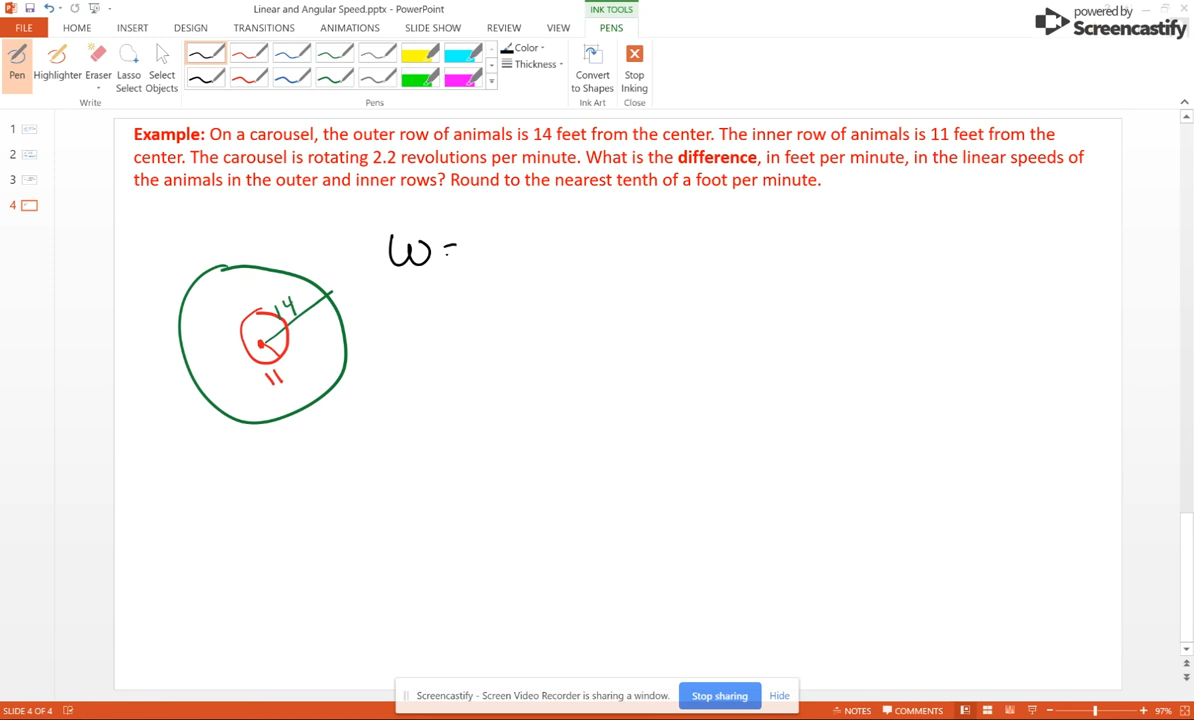 Linear and Angular Speed.pptx - PowerPoint
INK TOOLS
powered by
Screencastify
FILE HOME INSERT DESIGN TRANSITIONS ANIMATIONS SLIDE SHOW REVIEW VIEW PENS
Pen Highlighter Eraser Lasso Select Select Objects
Color
Thickness
Convert to Shapes
Stop Inking
Write Pens Ink Art Close
1
2
3
4
Example: On a carousel, the outer row of animals is 14 feet from the center. The inner row of animals is 11 feet from the
center. The carousel is rotating 2.2 revolutions per minute. What is the difference, in feet per minute, in the linear speeds of
the animals in the outer and inner rows? Round to the nearest tenth of a foot per minute.
ω =
14
11
Screencastify - Screen Video Recorder is sharing a window. Stop sharing Hide
SLIDE 4 OF 4 NOTES COMMENTS 97%